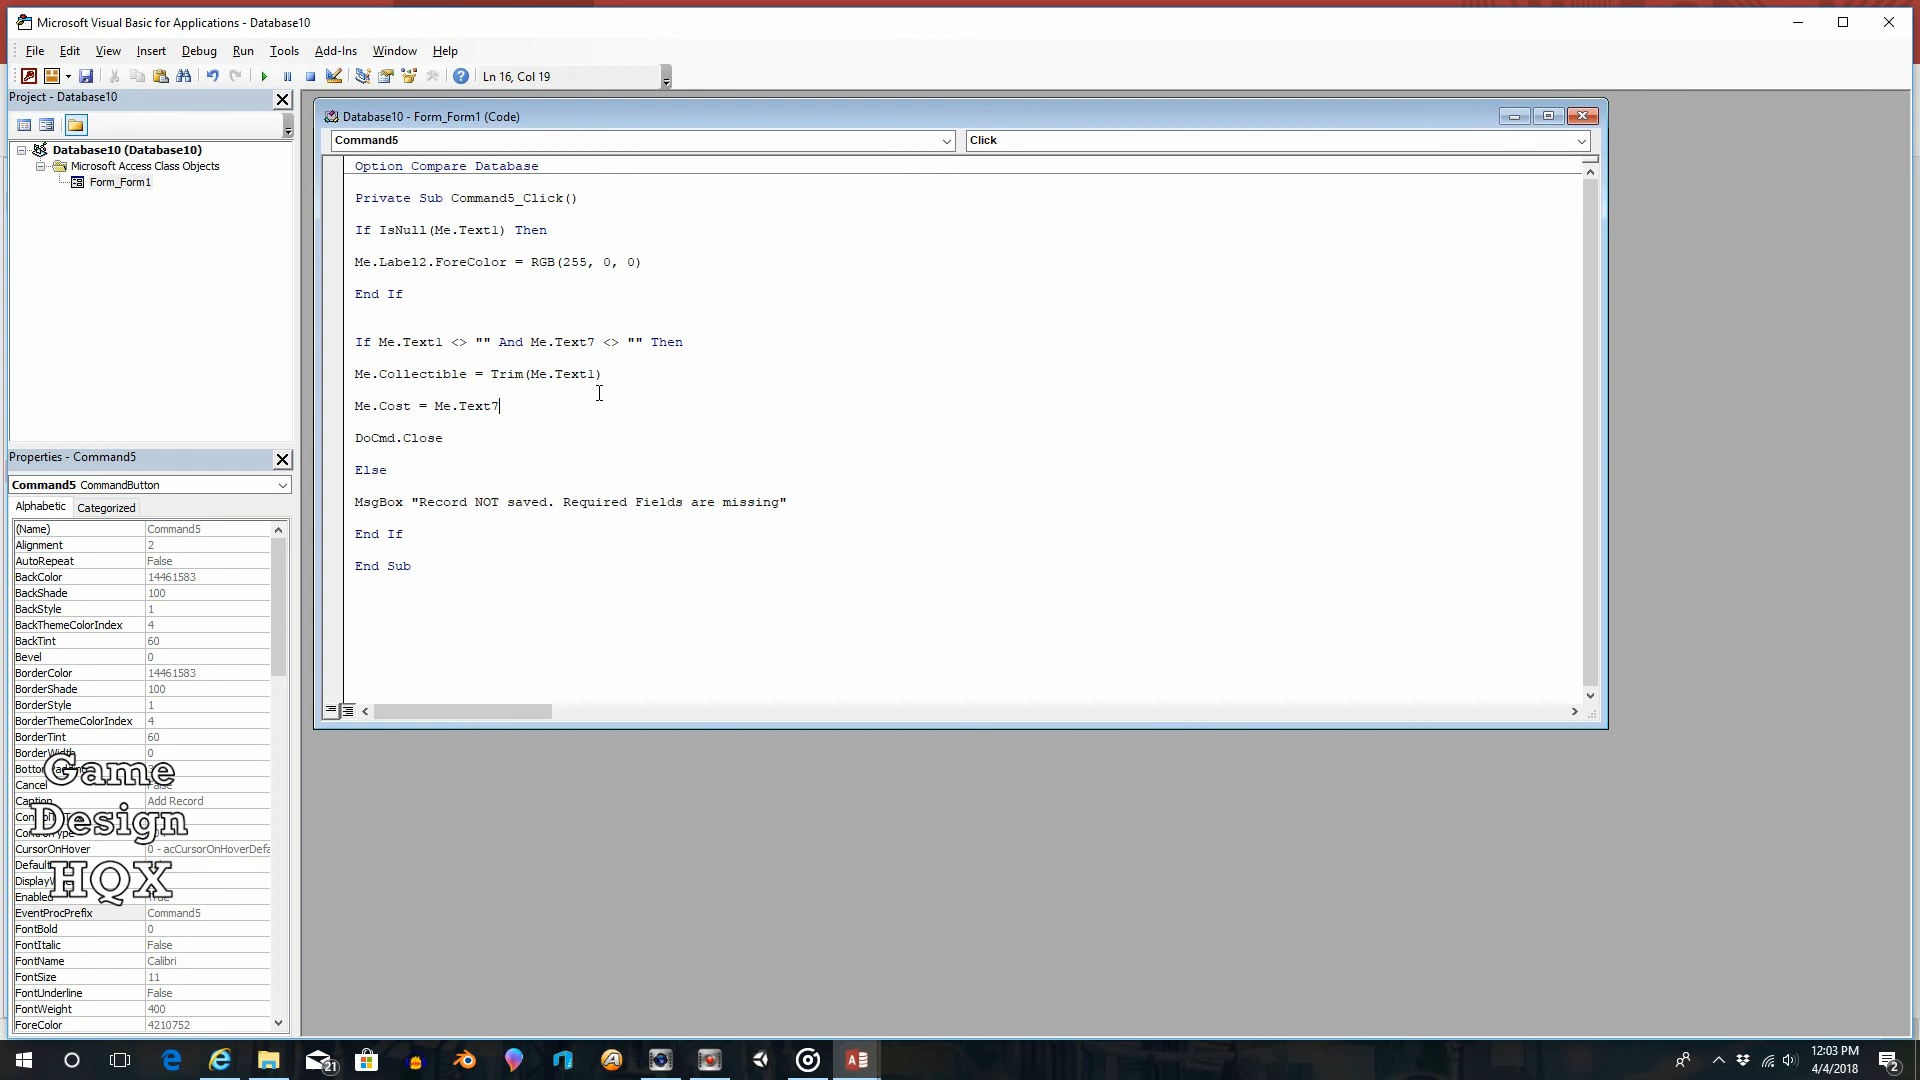 Microsoft Visual Basic for Applications - Database10
File Edit View Insert Debug Run Tools Add-Ins Window Help
Ln 16, Col 19
Project - Database10
Database10 (Database10)
Microsoft Access Class Objects
Form_Form1
Properties - Command5
Command5 CommandButton
Alphabetic Categorized
(Name) Command5
Alignment 2
AutoRepeat False
BackColor 14461583
BackShade 100
BackStyle 1
BackThemeColorIndex 4
BackTint 60
Bevel 0
BorderColor 14461583
BorderShade 100
BorderStyle 1
BorderThemeColorIndex 4
BorderTint 60
BorderWidth 0
Cancel False
Caption Add Record
CursorOnHover 0 - acCursorOnHoverDefa
Enabled True
EventProcPrefix Command5
FontBold 0
FontItalic False
FontName Calibri
FontSize 11
FontUnderline False
FontWeight 400
ForeColor 4210752
Game
Design
HQX
Database10 - Form_Form1 (Code)
Command5 Click
Option Compare Database
Private Sub Command5_Click()
If IsNull(Me.Text1) Then
Me.Label2.ForeColor = RGB(255, 0, 0)
End If
If Me.Text1 <> "" And Me.Text7 <> "" Then
Me.Collectible = Trim(Me.Text1)
Me.Cost = Me.Text7
DoCmd.Close
Else
MsgBox "Record NOT saved. Required Fields are missing"
End If
End Sub
21
12:03 PM
4/4/2018
2